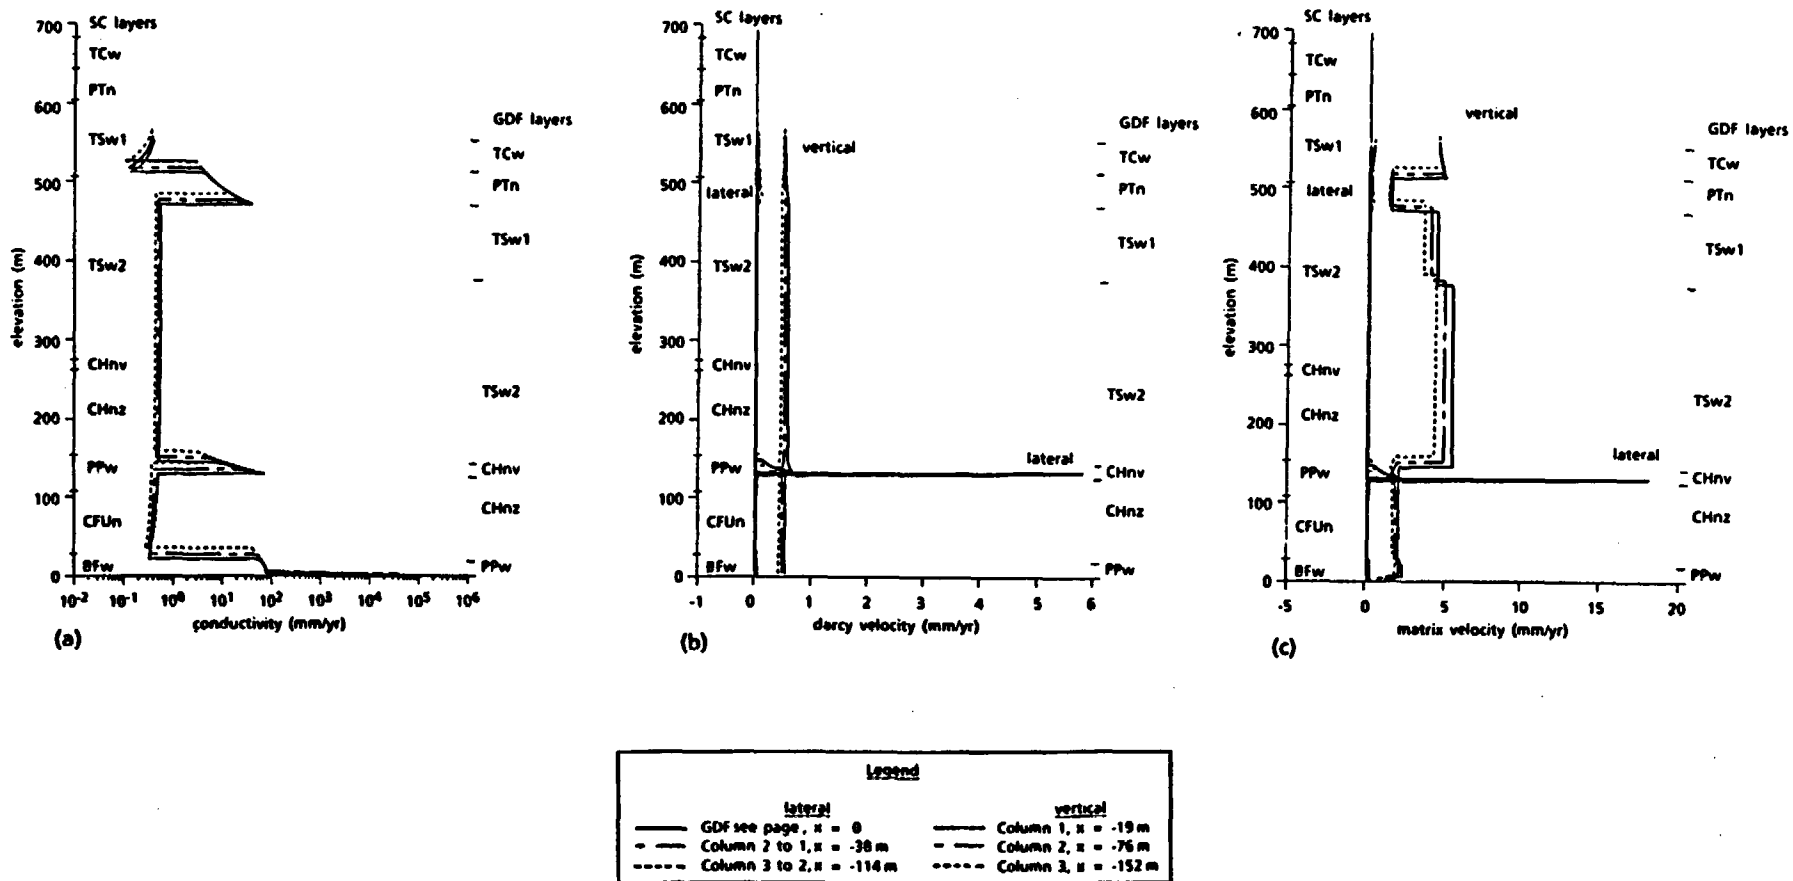 SC layers
700
TCw
PTn
600
GDF layers
TSw1
TCw
500
PTn
TSw1
400
TSw2
elevation (m)
300
CHnv
TSw2
CHnz
200
PPw
CHnv
100
CHnz
CFUn
BFw
0
PPw
10-2 10-1 100 101 102 103 104 105 106
conductivity (mm/yr)
(a)
SC layers
700
TCw
PTn
600
GDF layers
TSw1
vertical
TCw
500
lateral
PTn
TSw1
400
TSw2
elevation (m)
300
CHnv
TSw2
CHnz
200
lateral
PPw
CHnv
100
CHnz
CFUn
BFw
0
PPw
-1 0 1 2 3 4 5 6
darcy velocity (mm/yr)
(b)
SC layers
700
TCw
PTn
600
vertical
GDF layers
TSw1
TCw
500
lateral
PTn
TSw1
400
TSw2
elevation (m)
300
CHnv
TSw2
CHnz
200
lateral
PPw
CHnv
100
CHnz
CFUn
BFw
0
PPw
-5 0 5 10 15 20
matrix velocity (mm/yr)
(c)
Legend
lateral vertical
GDF see page, x = 0 Column 1, x = -19 m
Column 2 to 1, x = -38 m Column 2, x = -76 m
Column 3 to 2, x = -114 m Column 3, x = -152 m